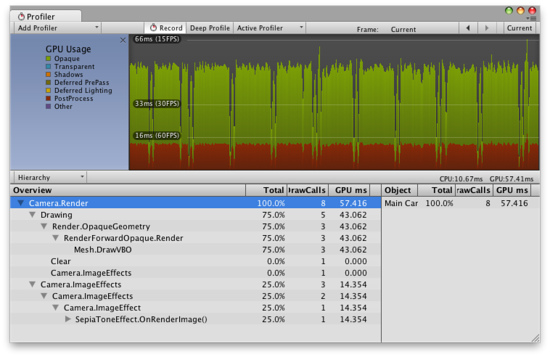 Profiler
Add Profiler Record Deep Profile Active Profiler Frame: Current Current
GPU Usage
Opaque
Transparent
Shadows
Deferred PrePass
Deferred Lighting
PostProcess
Other
66ms (15FPS)
33ms (30FPS)
16ms (60FPS)
Hierarchy CPU:10.67ms GPU:57.41ms
Overview Total DrawCalls GPU ms Object Total rawCalls GPU ms
Camera.Render 100.0% 8 57.416 Main Car 100.0% 8 57.416
Drawing 75.0% 5 43.062
Render.OpaqueGeometry 75.0% 3 43.062
RenderForwardOpaque.Render 75.0% 3 43.062
Mesh.DrawVBO 75.0% 3 43.062
Clear 0.0% 1 0.000
Camera.ImageEffects 0.0% 1 0.000
Camera.ImageEffects 25.0% 3 14.354
Camera.ImageEffects 25.0% 2 14.354
Camera.ImageEffect 25.0% 1 14.354
SepiaToneEffect.OnRenderImage() 25.0% 1 14.354